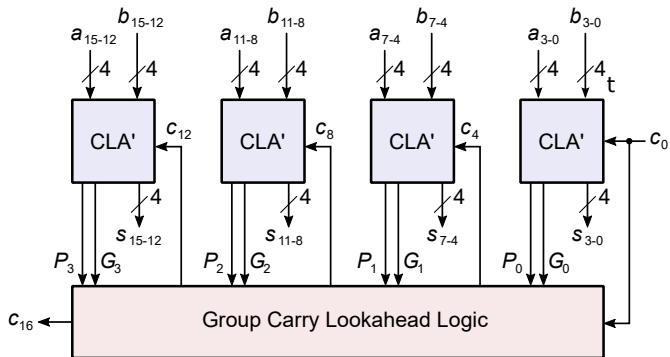 b15-12 b11-8 b7-4 b3-0
a15-12 a11-8 a7-4 a3-0
4 4 4 4 4 4 4 4 t
CLA' c12 CLA' c8 CLA' c4 CLA' c0
4 4 4 4
s15-12 s11-8 s7-4 s3-0
P3 G3 P2 G2 P1 G1 P0 G0
c16 Group Carry Lookahead Logic